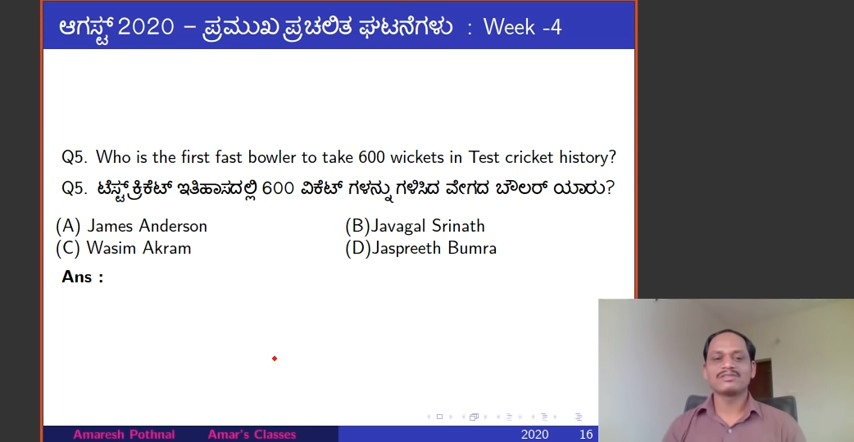 ಆಗಸ್ಟ್ 2020 – ಪ್ರಮುಖ ಪ್ರಚಲಿತ ಘಟನೆಗಳು : Week -4
Q5. Who is the first fast bowler to take 600 wickets in Test cricket history?
Q5. ಟೆಸ್ಟ್ ಕ್ರಿಕೆಟ್ ಇತಿಹಾಸದಲ್ಲಿ 600 ವಿಕೆಟ್ ಗಳನ್ನು ಗಳಿಸಿದ ವೇಗದ ಬೌಲರ್ ಯಾರು?
(A) James Anderson (B)Javagal Srinath
(C) Wasim Akram (D)Jaspreeth Bumra
Ans :
Amaresh Pothnal Amar's Classes 2020 16